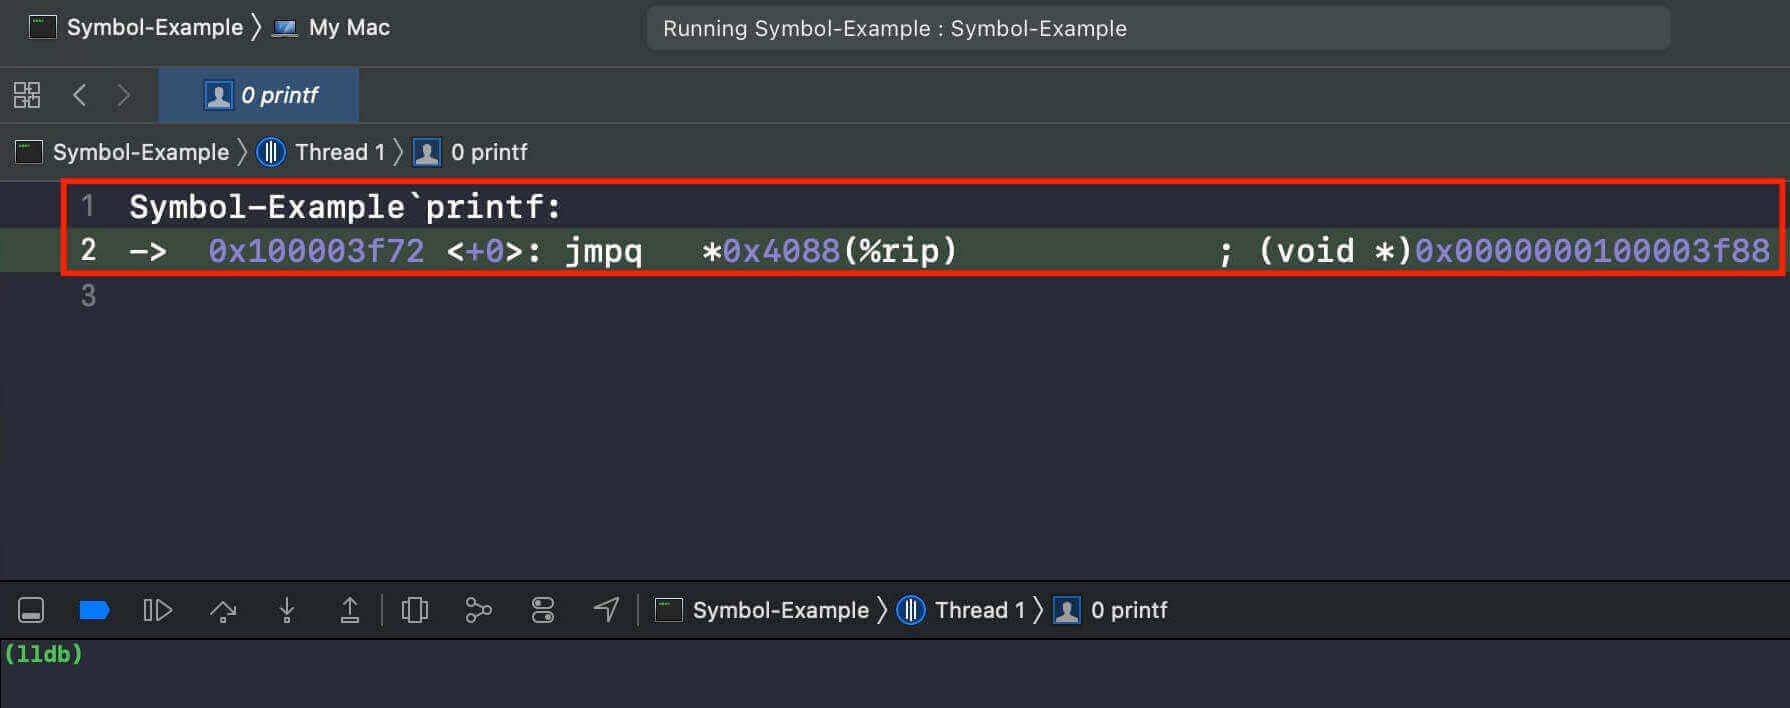 Symbol-Example 〉 My Mac
Running Symbol-Example : Symbol-Example
0 printf
Symbol-Example 〉 Thread 1 〉 0 printf
1 Symbol-Example`printf:
2 -> 0x100003f72 <+0>: jmpq *0x4088(%rip) ; (void *)0x0000000100003f88
3
Symbol-Example 〉 Thread 1 〉 0 printf
(lldb)